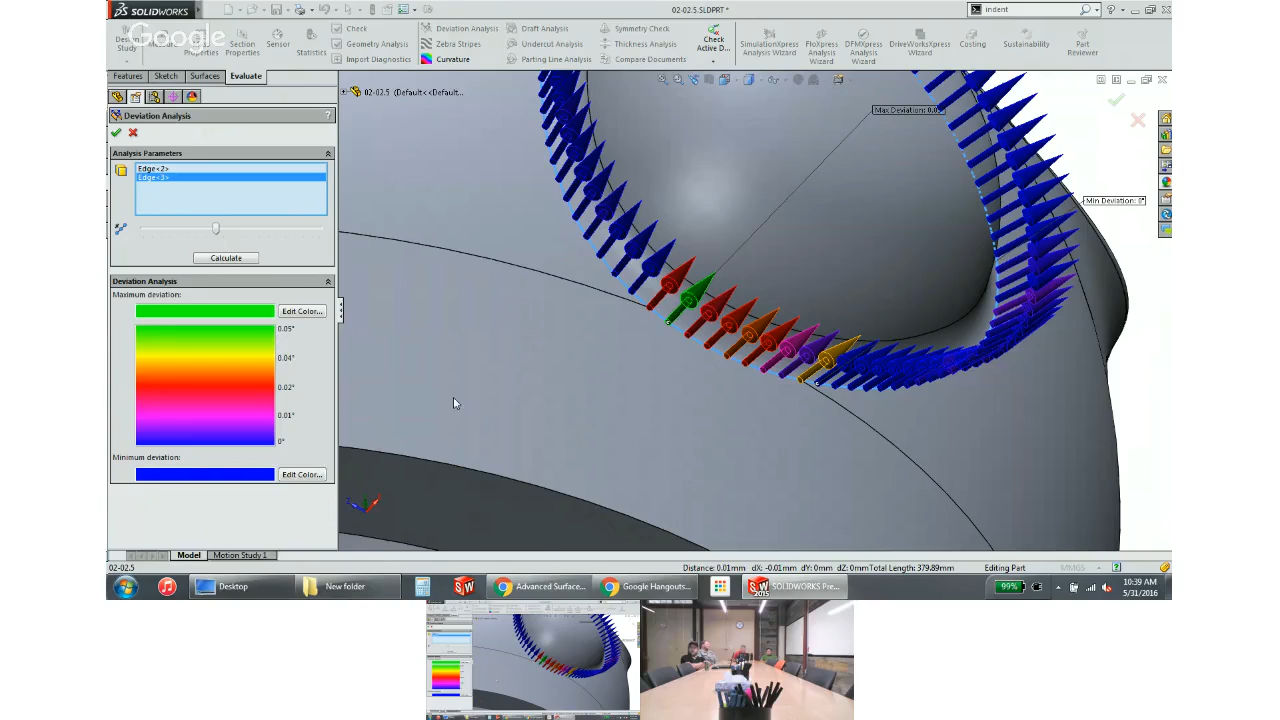 SOLIDWORKS
02-02.5.SLDPRT *
indent
Google
Design Study
Section Properties
Sensor
Statistics
Check
Geometry Analysis
Import Diagnostics
Deviation Analysis
Zebra Stripes
Curvature
Draft Analysis
Undercut Analysis
Parting Line Analysis
Symmetry Check
Thickness Analysis
Compare Documents
Check Active D...
SimulationXpress Analysis Wizard
FloXpress Analysis Wizard
DFMXpress Analysis Wizard
DriveWorksXpress Wizard
Costing
Sustainability
Part Reviewer
Features
Sketch
Surfaces
Evaluate
02-02.5 (Default< <Default...
Deviation Analysis
?
Analysis Parameters
Edge<2>
Edge<3>
Calculate
Deviation Analysis
Maximum deviation:
Edit Color...
0.05°
0.04°
0.02°
0.01°
0°
Minimum deviation:
Edit Color...
Max Deviation: 0.0
Min Deviation: 0°
Model
Motion Study 1
02-02.5
Distance: 0.01mm dX: -0.01mm dY: 0mm dZ: 0mm Total Length: 379.89mm
Editing Part
MMGS
Desktop
New folder
Advanced Surface...
Google Hangouts...
SOLIDWORKS Pre...
99%
10:39 AM
5/31/2016